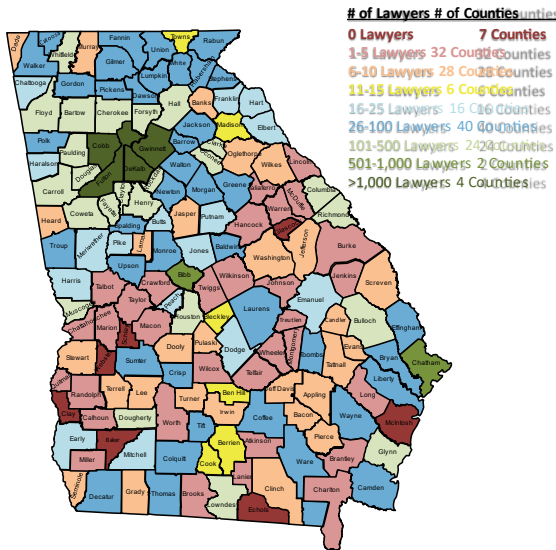 # of Lawyers # of Counties
0 Lawyers 7 Counties
1-5 Lawyers 32 Counties
6-10 Lawyers 28 Counties
11-15 Lawyers 6 Counties
16-25 Lawyers 16 Counties
26-100 Lawyers 40 Counties
101-500 Lawyers 24 Counties
501-1,000 Lawyers 2 Counties
>1,000 Lawyers 4 Counties
Dade
Catoosa
Whitfield
Murray
Fannin
Union
Towns
Rabun
Walker
Gilmer
White
Habersham
Stephens
Lumpkin
Chattooga
Gordon
Pickens
Dawson
Hall
Banks
Franklin
Hart
Floyd
Bartow
Cherokee
Forsyth
Jackson
Madison
Elbert
Polk
Paulding
Cobb
Gwinnett
Barrow
Clarke
Oconee
Oglethorpe
Wilkes
Lincoln
Haralson
Douglas
Fulton
DeKalb
Walton
Morgan
Greene
Taliaferro
McDuffie
Columbia
Carroll
Clayton
Henry
Newton
Warren
Richmond
Coweta
Fayette
Spalding
Butts
Jasper
Putnam
Hancock
Glascock
Jefferson
Burke
Heard
Troup
Meriwether
Pike
Lamar
Monroe
Jones
Baldwin
Washington
Jenkins
Screven
Harris
Upson
Bibb
Wilkinson
Johnson
Emanuel
Talbot
Crawford
Twiggs
Muscogee
Taylor
Peach
Houston
Bleckley
Laurens
Treutlen
Candler
Bulloch
Effingham
Chattahoochee
Marion
Schley
Macon
Stewart
Webster
Sumter
Dooly
Pulaski
Dodge
Wheeler
Montgomery
Toombs
Tattnall
Evans
Bryan
Chatham
Quitman
Randolph
Terrell
Lee
Crisp
Wilcox
Telfair
Jeff Davis
Appling
Long
Liberty
Clay
Calhoun
Dougherty
Worth
Turner
Ben Hill
Irwin
Coffee
Bacon
Wayne
McIntosh
Early
Baker
Mitchell
Tift
Berrien
Atkinson
Pierce
Glynn
Miller
Colquitt
Cook
Ware
Brantley
Seminole
Decatur
Grady
Thomas
Brooks
Lowndes
Lanier
Clinch
Echols
Charlton
Camden